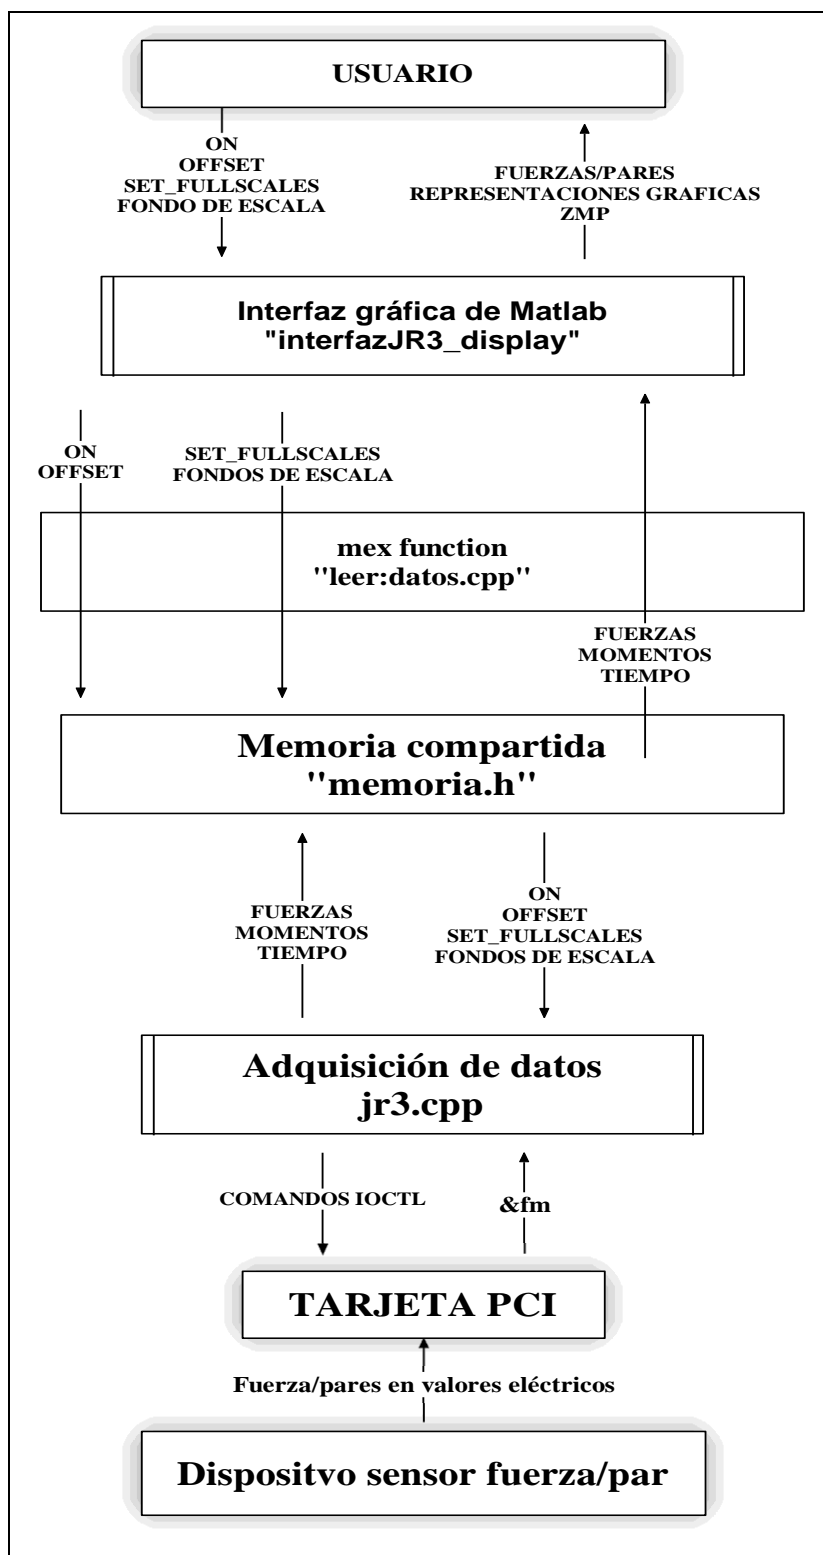 USUARIO
ON
OFFSET
SET_FULLSCALES
FONDO DE ESCALA
FUERZAS/PARES
REPRESENTACIONES GRAFICAS
ZMP
Interfaz gráfica de Matlab
"interfazJR3_display"
ON
OFFSET
SET_FULLSCALES
FONDOS DE ESCALA
mex function
"leer:datos.cpp"
FUERZAS
MOMENTOS
TIEMPO
Memoria compartida
"memoria.h"
FUERZAS
MOMENTOS
TIEMPO
ON
OFFSET
SET_FULLSCALES
FONDOS DE ESCALA
Adquisición de datos
jr3.cpp
COMANDOS IOCTL
&fm
TARJETA PCI
Fuerza/pares en valores eléctricos
Dispositvo sensor fuerza/par